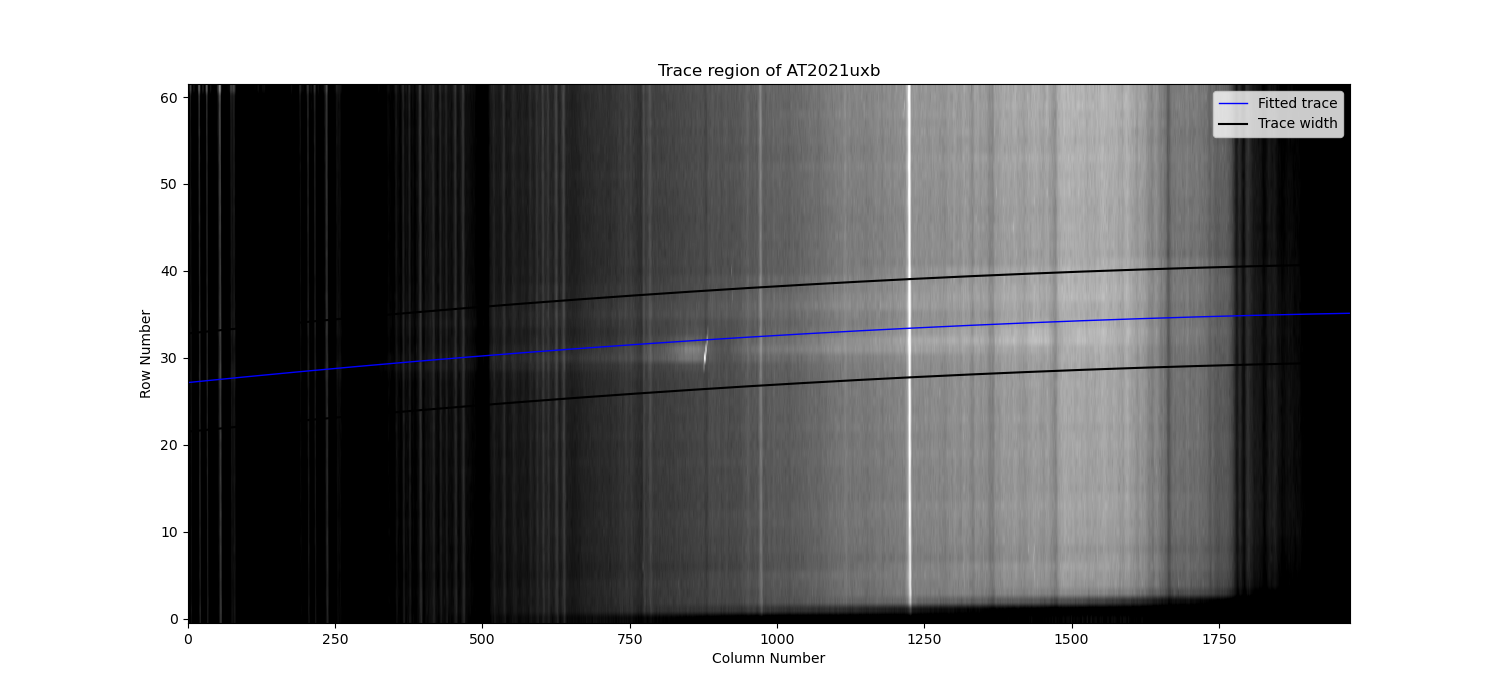 Trace region of AT2021uxb
Fitted trace
Trace width
60
50
40
30
20
10
0
Row Number
0 250 500 750 1000 1250 1500 1750
Column Number